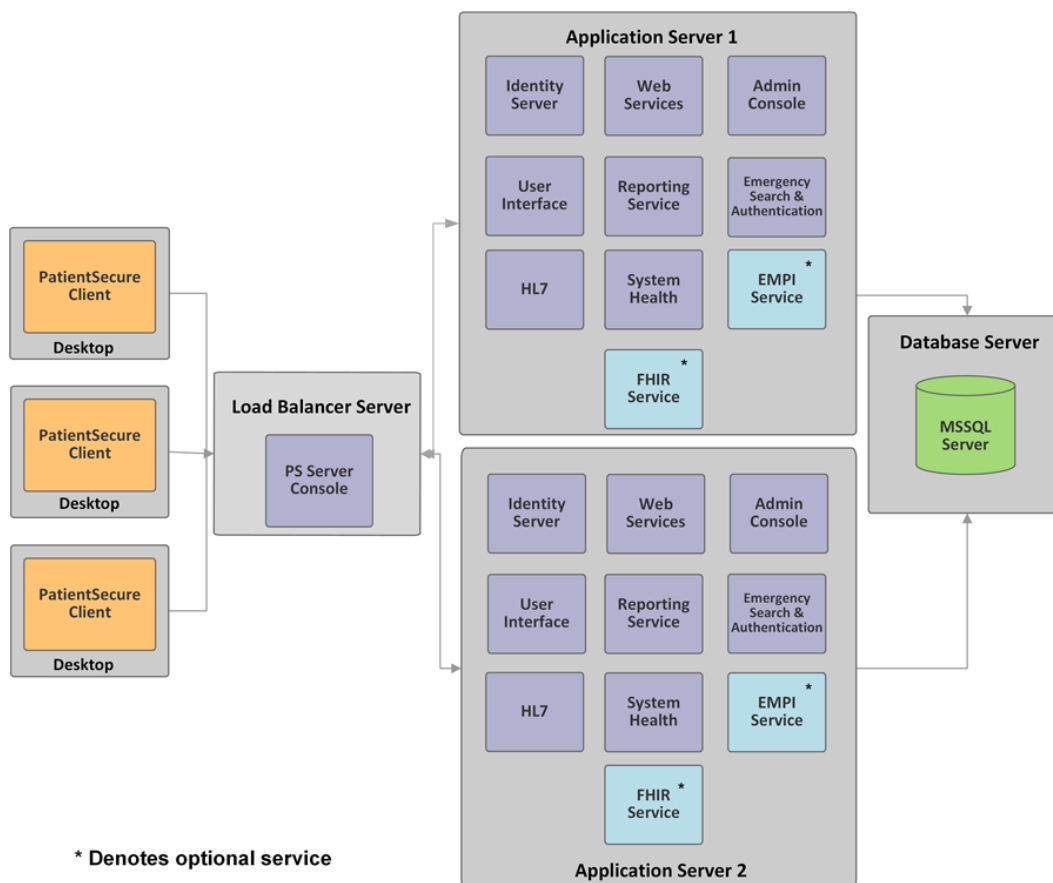 Application Server 1
Identity
Server
Web
Services
Admin
Console
User
Interface
Reporting
Service
Emergency
Search &
Authentication
HL7
System
Health
*
EMPI
Service
*
FHIR
Service
PatientSecure
Client
Desktop
PatientSecure
Client
Desktop
PatientSecure
Client
Desktop
Load Balancer Server
PS Server
Console
Database Server
MSSQL
Server
Identity
Server
Web
Services
Admin
Console
User
Interface
Reporting
Service
Emergency
Search &
Authentication
HL7
System
Health
*
EMPI
Service
*
FHIR
Service
Application Server 2
* Denotes optional service